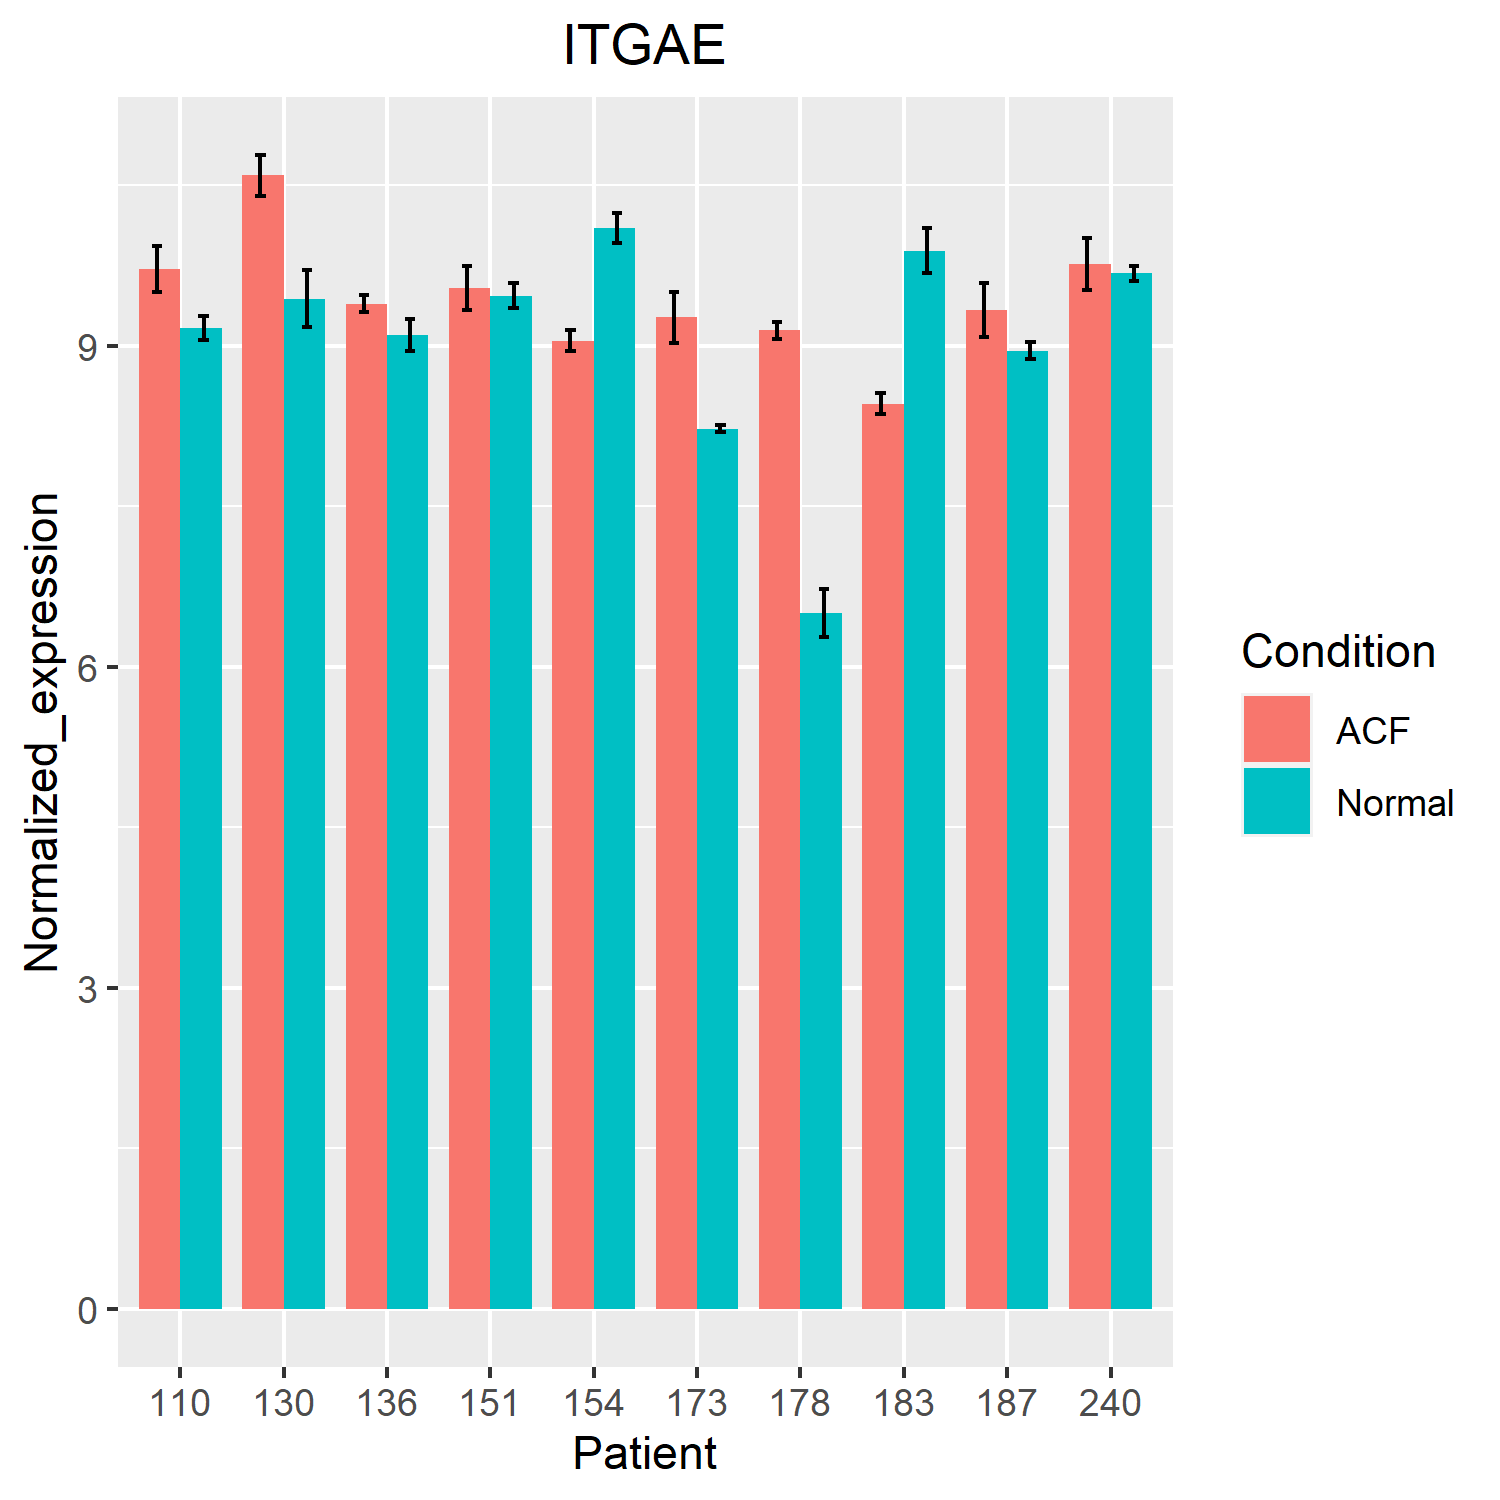 ITGAE
9
6
3
0
Normalized_expression
110 130 136 151 154 173 178 183 187 240
Patient
Condition
ACF
Normal